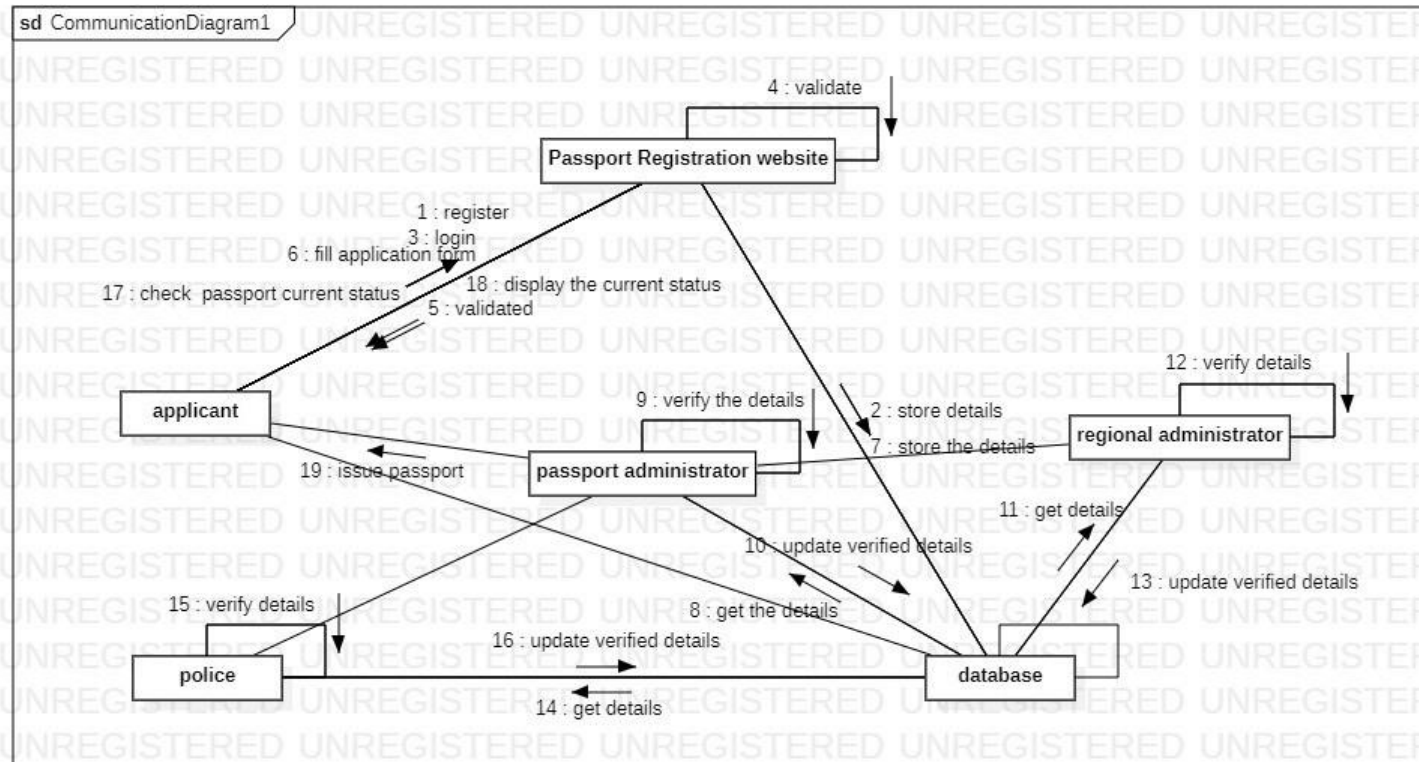 sd CommunicationDiagram1
4 : validate
Passport Registration website
1 : register
3 : login
6 : fill application form
17 : check  passport current status
18 : display the current status
5 : validated
12 : verify details
applicant
9 : verify the details
2 : store details
regional administrator
7 : store the details
passport administrator
19 : issue passport
11 : get details
10 : update verified details
13 : update verified details
15 : verify details
8 : get the details
16 : update verified details
police
database
14 : get details
UNREGISTERED UNREGISTERED UNREGISTERED UNREGISTERED UNREGISTERED